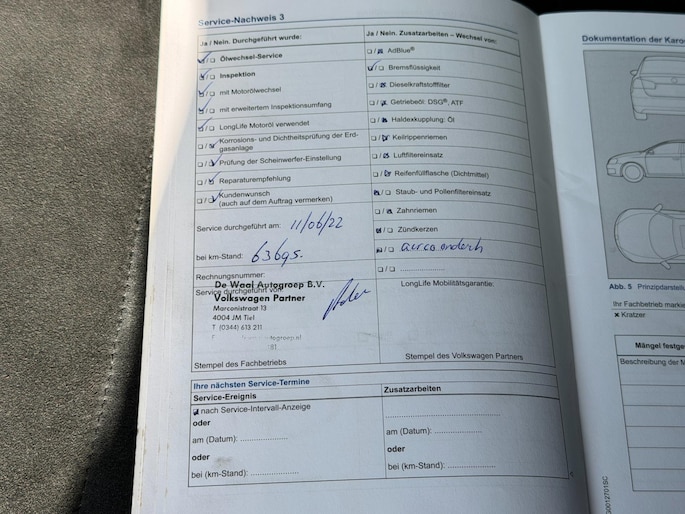 Service-Nachweis 3
Ja / Nein. Durchgeführt wurde:
Ölwechsel-Service
Inspektion
mit Motorölwechsel
mit erweitertem Inspektionsumfang
LongLife Motoröl verwendet
Korrosions- und Dichtheitsprüfung der Erd-
gasanlage
Prüfung der Scheinwerfer-Einstellung
Reparaturempfehlung
Kundenwunsch
(auch auf dem Auftrag vermerken)
Service durchgeführt am: 11/06/22
bei km-Stand:
Rechnungsnummer:
Service durchgeführt von:
De Waal Autogroep B.V.
Volkswagen Partner
Marconistraat 13
4004 JM Tiel
T (0344) 613 211
Stempel des Fachbetriebs
Ja / Nein. Zusatzarbeiten – Wechsel von:
AdBlue®
Bremsflüssigkeit
Dieselkraftstofffilter
Getriebeöl: DSG®, ATF
Haldexkupplung: Öl
Keilrippenriemen
Luftfiltereinsatz
Reifenfüllflasche (Dichtmittel)
Staub- und Pollenfiltereinsatz
Zahnriemen
Zündkerzen
LongLife Mobilitätsgarantie:
Stempel des Volkswagen Partners
Ihre nächsten Service-Termine
Service-Ereignis
nach Service-Intervall-Anzeige
oder
am (Datum): ................
oder
bei (km-Stand): ................
Zusatzarbeiten
am (Datum): ................
oder
bei (km-Stand): ................
Dokumentation der Karos
Abb. 5 Prinzipdarstel
Ihr Fachbetrieb markie
× Kratzer
Mängel festge
Beschreibung der M